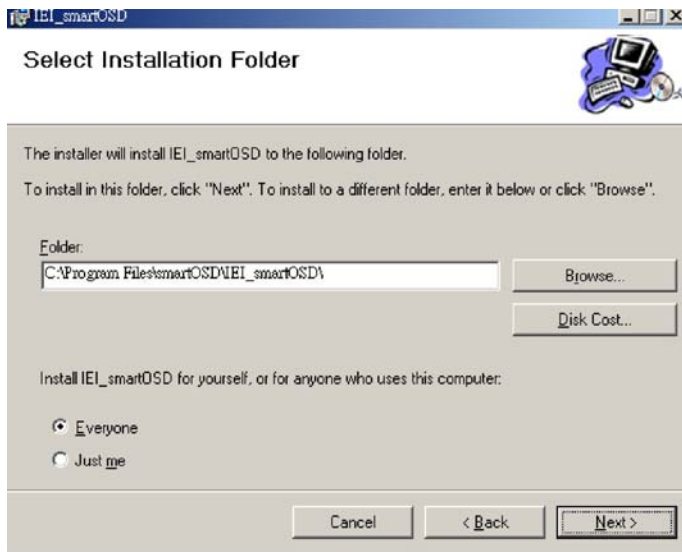 IEI_smartOSD
Select Installation Folder
The installer will install IEI_smartOSD to the following folder.
To install in this folder, click "Next". To install to a different folder, enter it below or click "Browse".
Folder:
C:\Program Files\smartOSD\IEI_smartOSD\
Browse...
Disk Cost...
Install IEI_smartOSD for yourself, or for anyone who uses this computer:
Everyone
Just me
Cancel
< Back
Next >